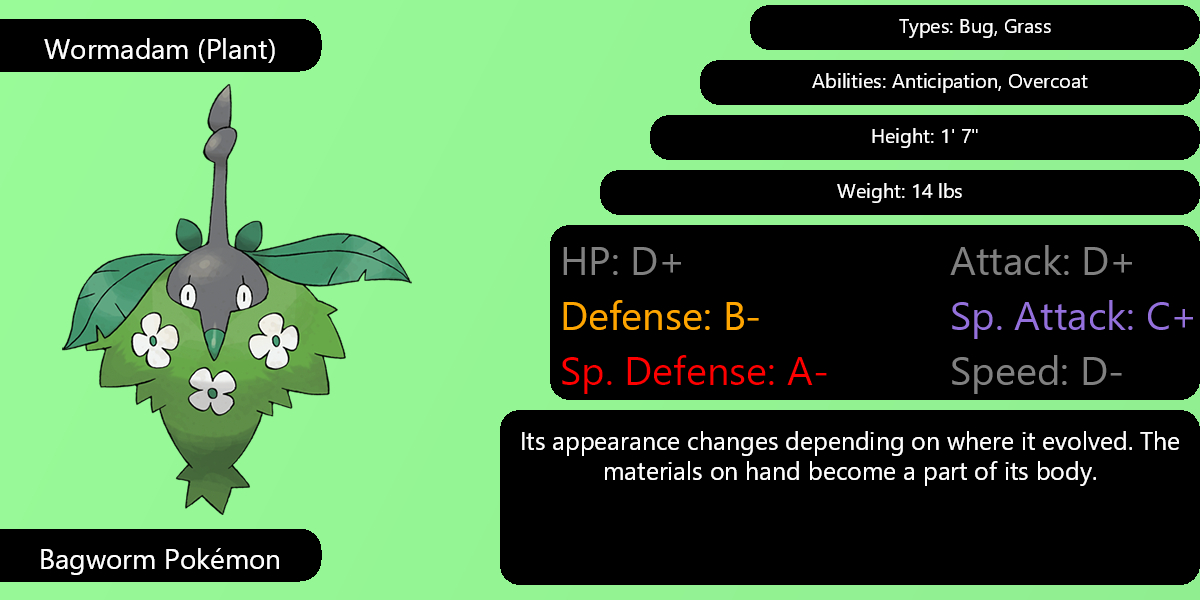 Wormadam (Plant)
Types: Bug, Grass
Abilities: Anticipation, Overcoat
Height: 1' 7"
Weight: 14 lbs
HP: D+
Attack: D+
Defense: B-
Sp. Attack: C+
Sp. Defense: A-
Speed: D-
Its appearance changes depending on where it evolved. The
materials on hand become a part of its body.
Bagworm Pokémon